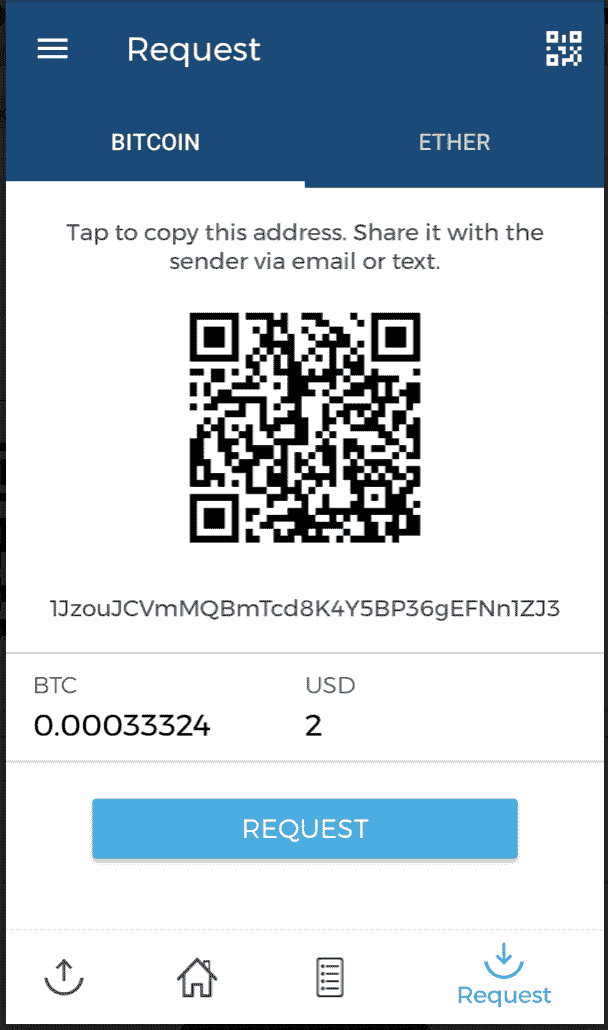 Request
BITCOIN
ETHER
Tap to copy this address. Share it with the
sender via email or text.
1JzouJCVmMQBmTcd8K4Y5BP36gEFNn1ZJ3
BTC
USD
0.00033324
2
REQUEST
Request